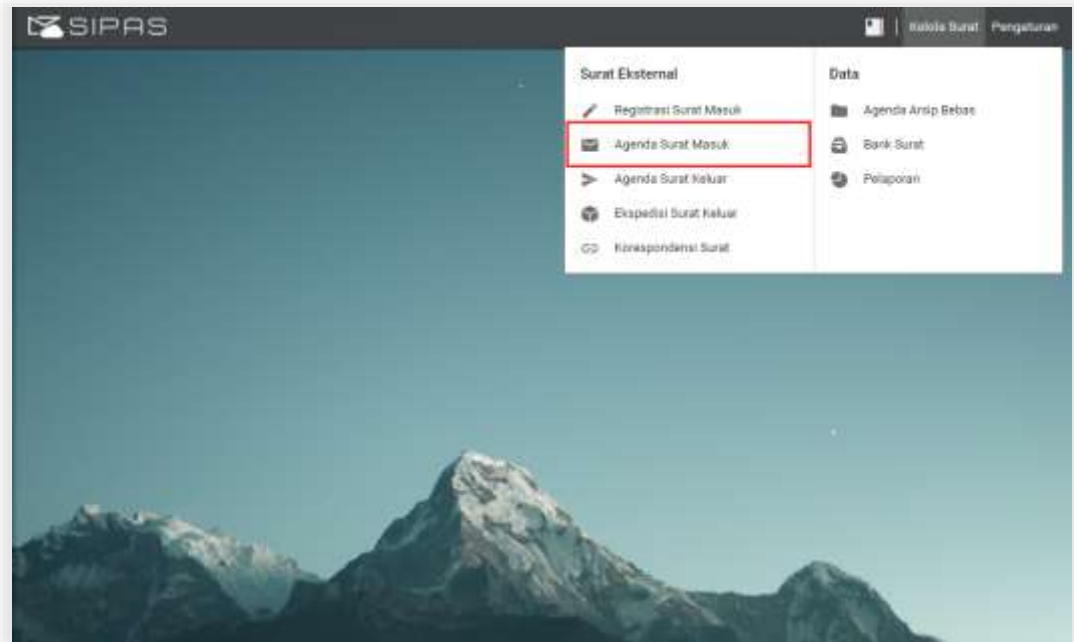 SIPAS
Kelola Surat Pengaturan
Surat Eksternal
Registrasi Surat Masuk
Agenda Surat Masuk
Agenda Surat Keluar
Ekspedisi Surat Keluar
Korespondensi Surat
Data
Agenda Arsip Bebas
Bank Surat
Pelaporan